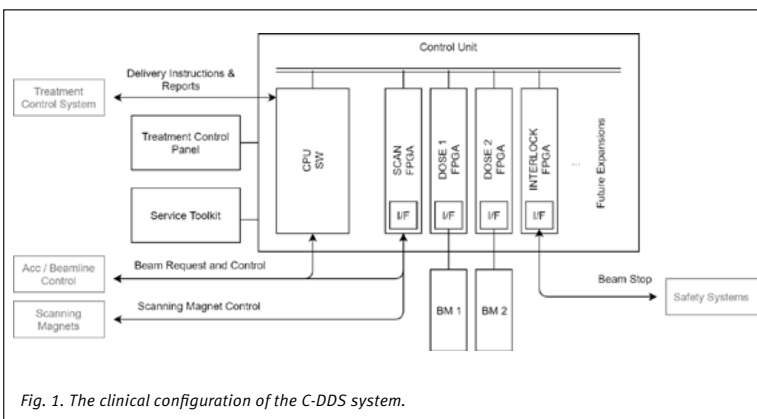 Control Unit
Delivery Instructions &
Reports
Treatment
Control System
Treatment Control
Panel
Service Toolkit
CPU
SW
SCAN
FPGA
I/F
DOSE 1
FPGA
I/F
DOSE 2
FPGA
I/F
INTERLOCK
FPGA
I/F
...
Future Expansions
Acc / Beamline
Control
Beam Request and Control
Scanning
Magnets
Scanning Magnet Control
BM 1
BM 2
Beam Stop
Safety Systems
Fig. 1. The clinical configuration of the C-DDS system.